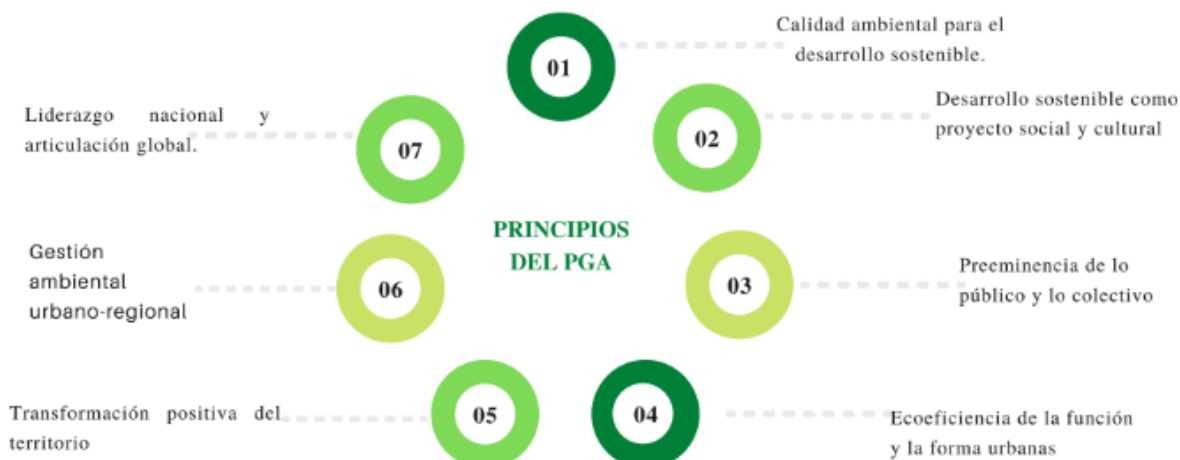 01
Calidad ambiental para el
desarrollo sostenible.
02
Desarrollo sostenible como
proyecto social y cultural
03
Preeminencia de lo
público y lo colectivo
04
Ecoeficiencia de la función
y la forma urbanas
05
Transformación positiva del
territorio
06
Gestión
ambiental
urbano-regional
07
Liderazgo nacional y
articulación global.
PRINCIPIOS
DEL PGA